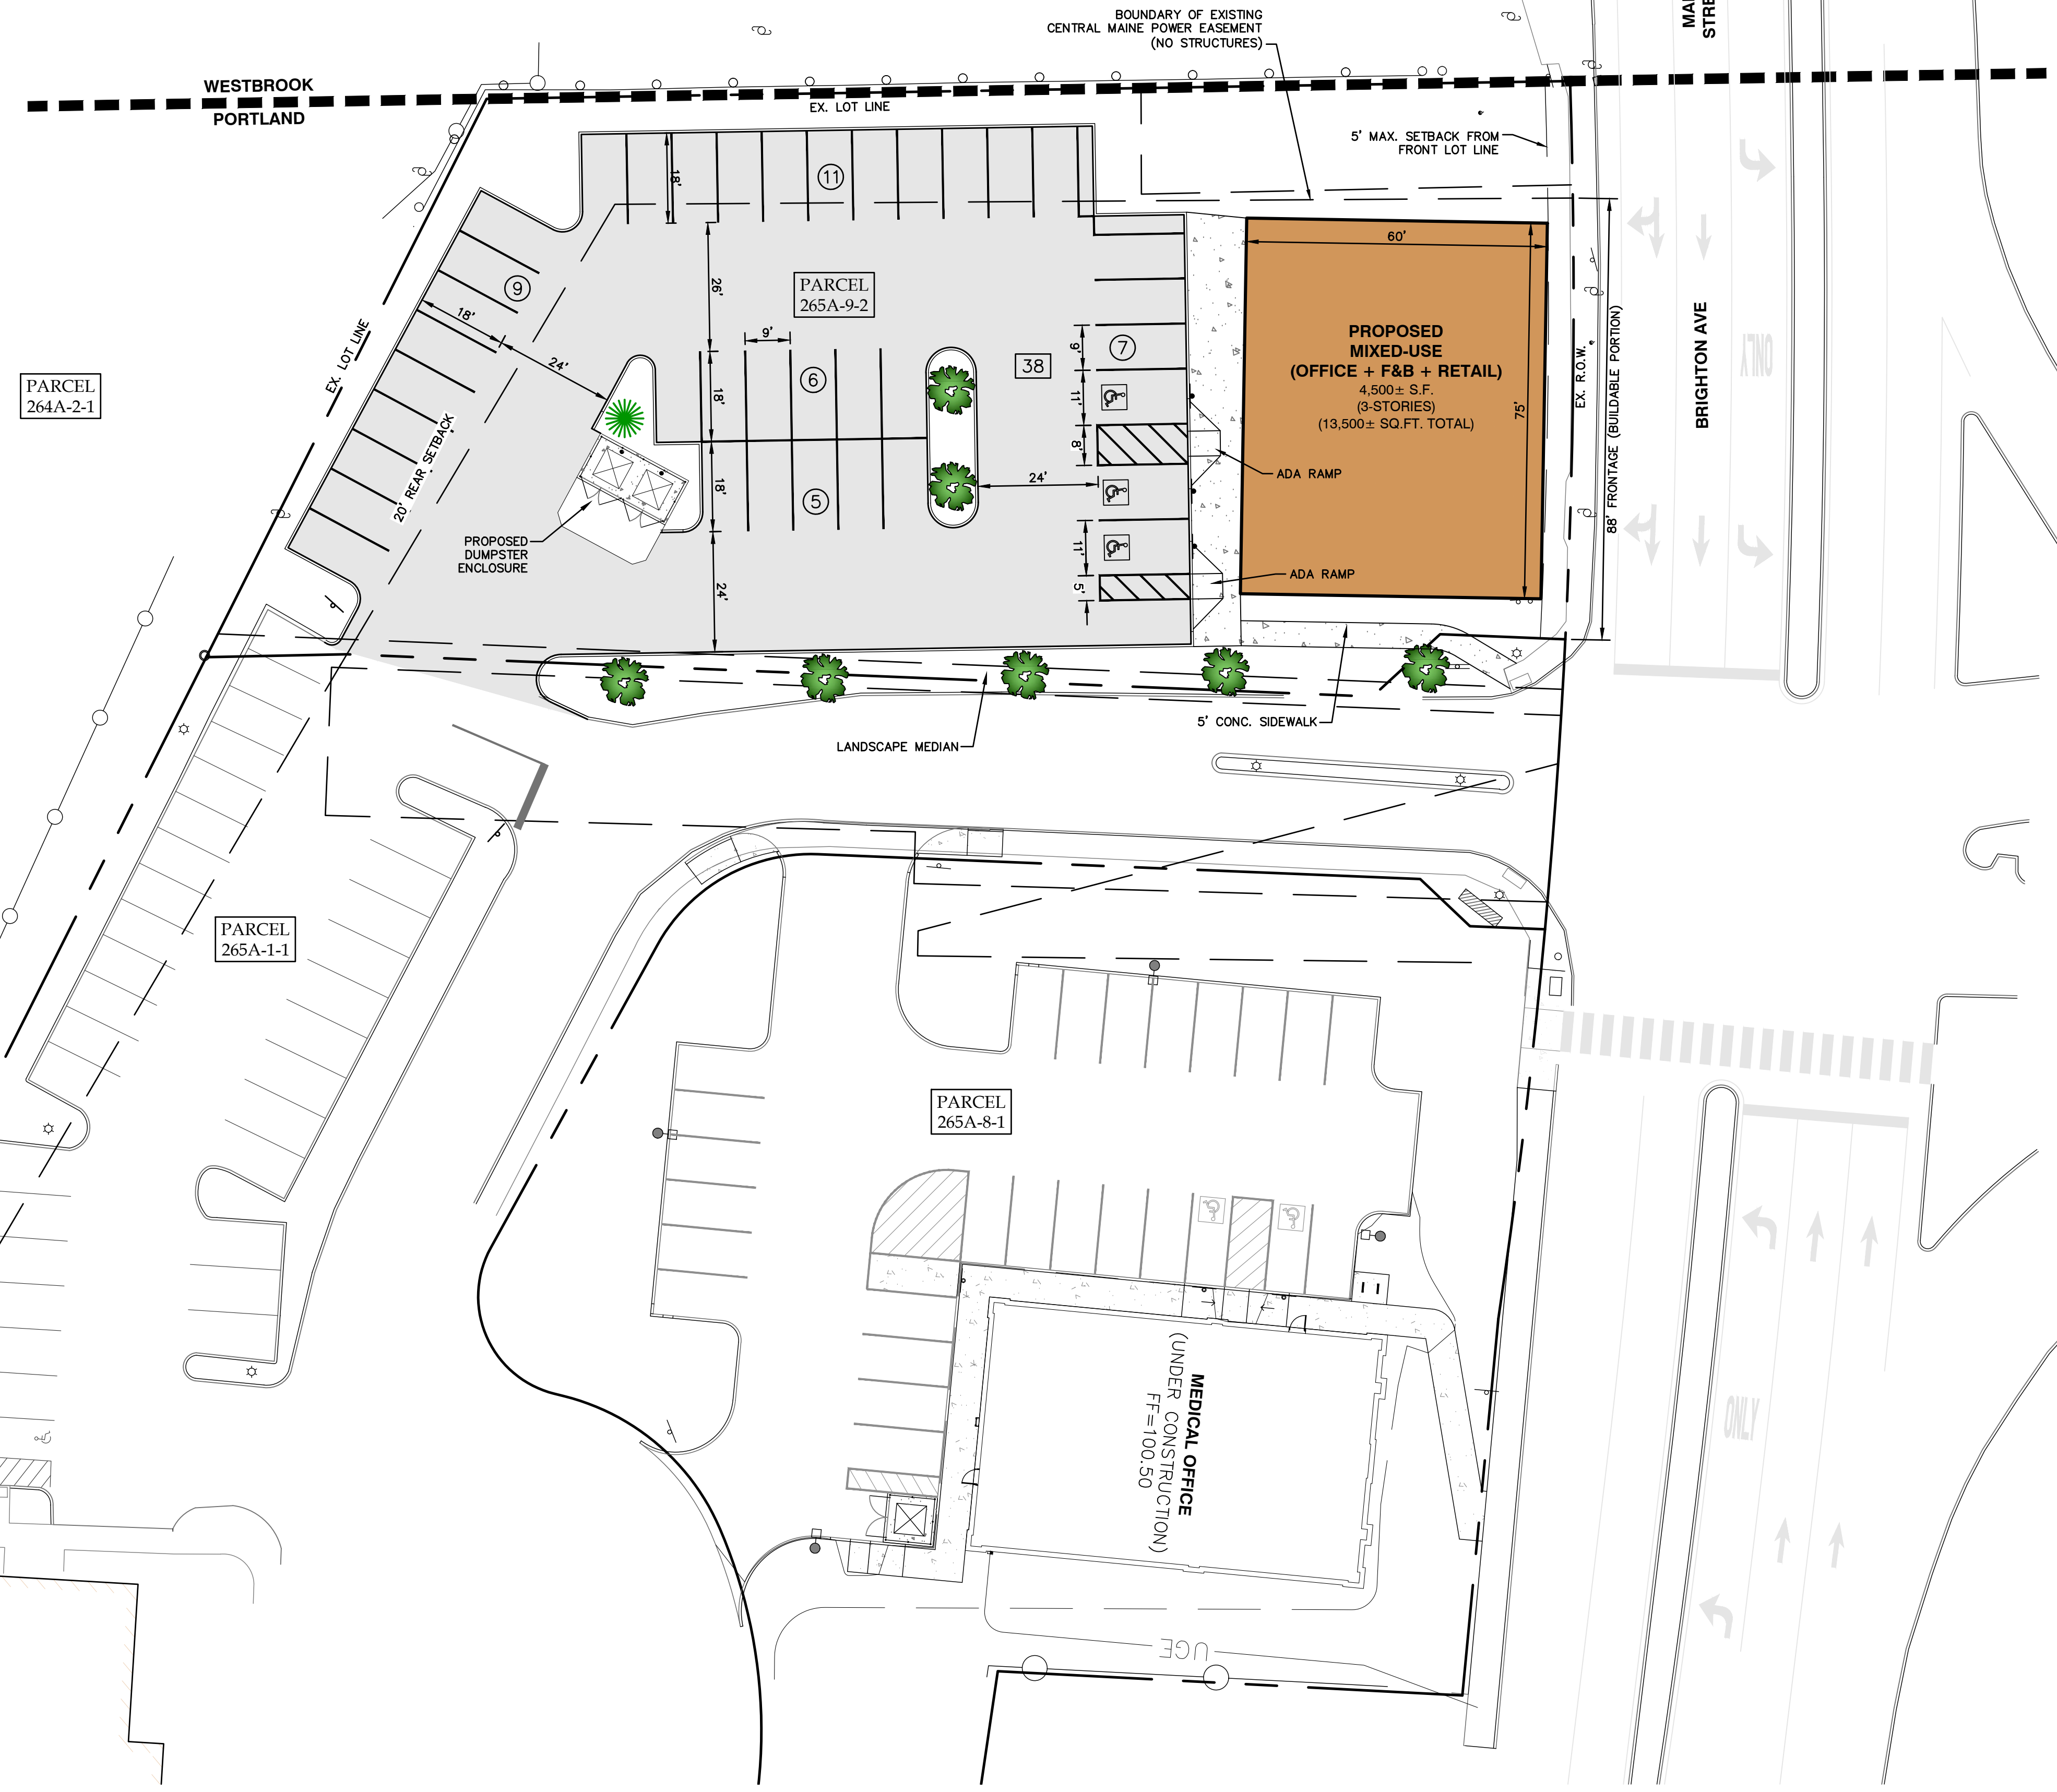 BOUNDARY OF EXISTING
CENTRAL MAINE POWER EASEMENT
(NO STRUCTURES)
WESTBROOK
PORTLAND
EX. LOT LINE
5' MAX. SETBACK FROM
FRONT LOT LINE
18'
11
9
18'
24'
26'
PARCEL
265A-9-2
9'
6
18'
38
7
9'
11'
8'
60'
PROPOSED
MIXED-USE
(OFFICE + F&B + RETAIL)
4,500± S.F.
(3-STORIES)
(13,500± SQ.FT. TOTAL)
75'
EX. R.O.W.
88' FRONTAGE (BUILDABLE PORTION)
BRIGHTON AVE
ONLY
EX. LOT LINE
PARCEL
264A-2-1
20' REAR SETBACK
18'
5
24'
ADA RAMP
PROPOSED
DUMPSTER
ENCLOSURE
24'
11'
5'
ADA RAMP
5' CONC. SIDEWALK
LANDSCAPE MEDIAN
PARCEL
265A-1-1
PARCEL
265A-8-1
MEDICAL OFFICE
(UNDER CONSTRUCTION)
FF=100.50
ONLY
UGE